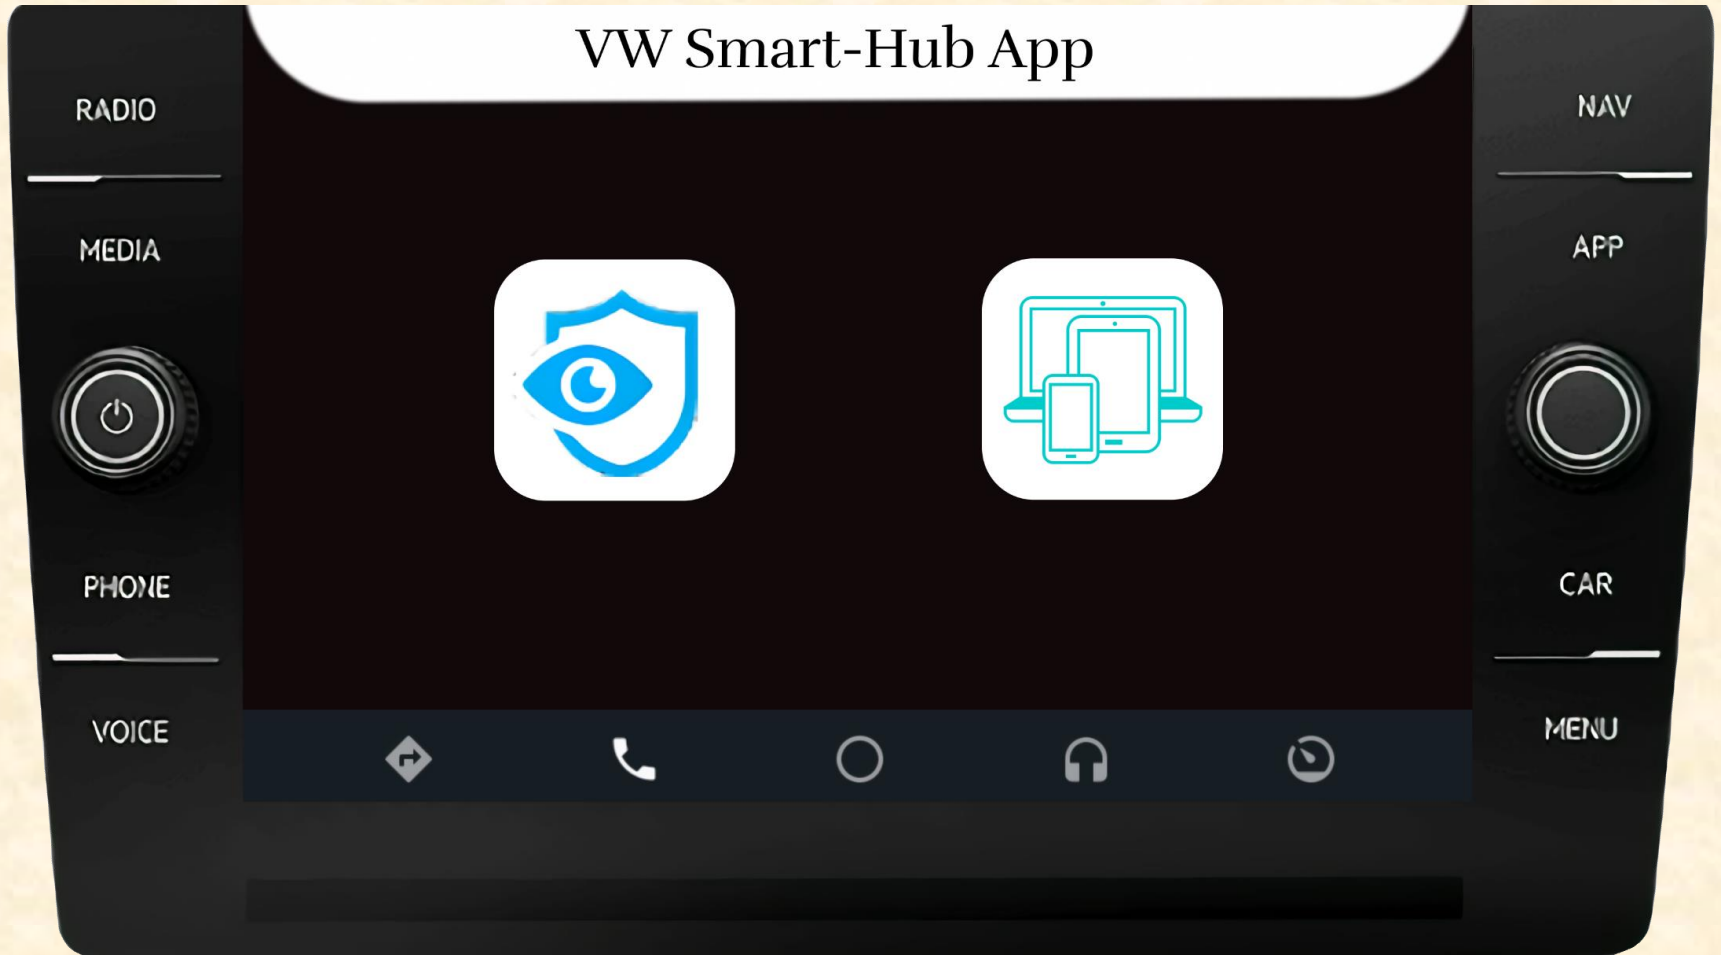 VW Smart-Hub App
RADIO
MEDIA
PHONE
VOICE
NAV
APP
CAR
MENU